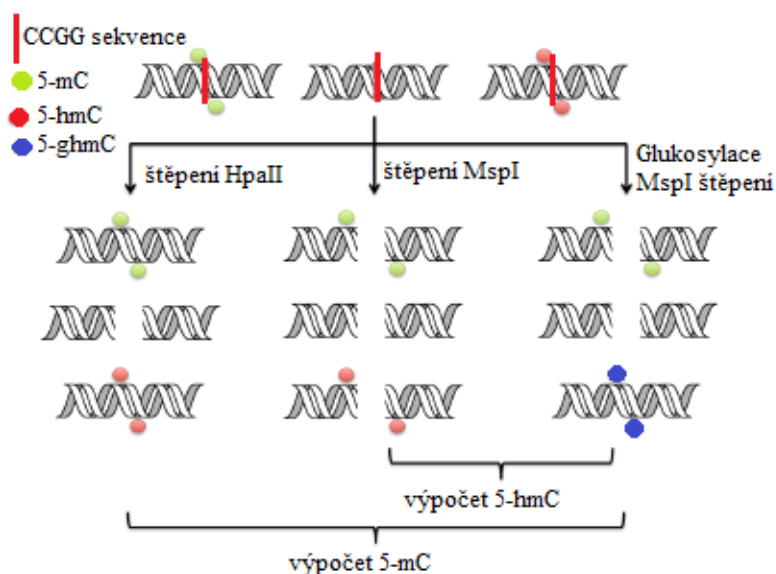 CCGG sekvence
5-mC
5-hmC
5-ghmC
štěpení HpaII
štěpení MspI
Glukosylace
MspI štěpení
výpočet 5-hmC
výpočet 5-mC